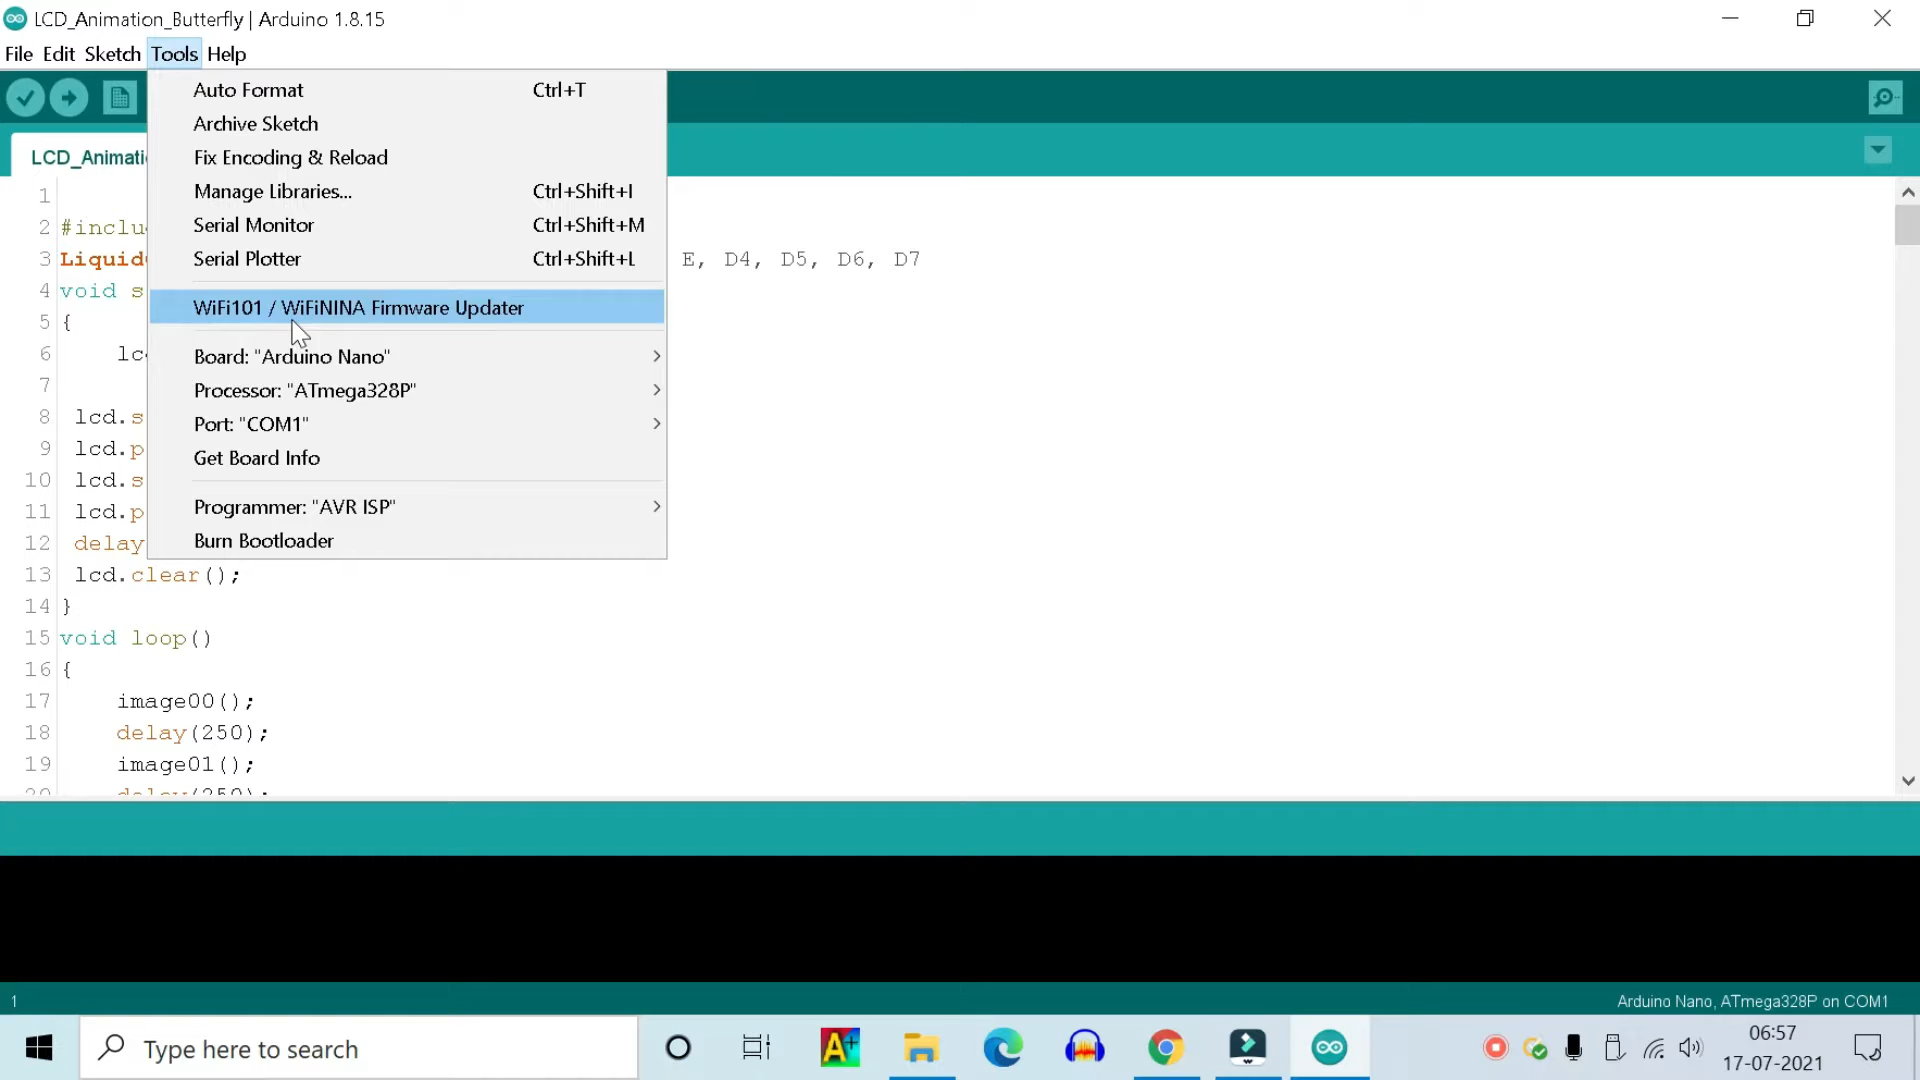 LCD_Animation_Butterfly | Arduino 1.8.15
File Edit Sketch Tools Help
Auto Format Ctrl+T
Archive Sketch
Fix Encoding & Reload
Manage Libraries... Ctrl+Shift+I
Serial Monitor Ctrl+Shift+M
Serial Plotter Ctrl+Shift+L
WiFi101 / WiFiNINA Firmware Updater
Board: "Arduino Nano"
Processor: "ATmega328P"
Port: "COM1"
Get Board Info
Programmer: "AVR ISP"
Burn Bootloader
LCD_Animati
1
2 #inclu
3 Liquid E, D4, D5, D6, D7
4 void s
5 {
6 lc
7
8 lcd.s
9 lcd.p
10 lcd.s
11 lcd.p
12 delay
13 lcd.clear();
14 }
15 void loop()
16 {
17 image00();
18 delay(250);
19 image01();
20 delay(250);
1
Arduino Nano, ATmega328P on COM1
Type here to search
A+
06:57
17-07-2021